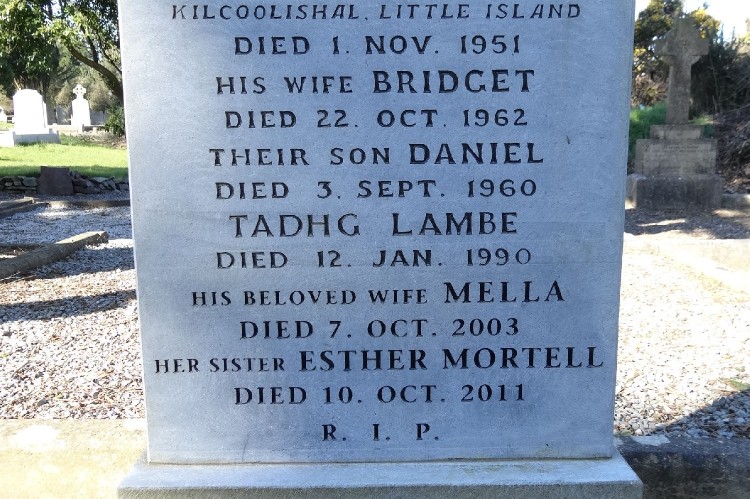 KILCOOLISHAL, LITTLE ISLAND
DIED 1. NOV. 1951
HIS WIFE BRIDGET
DIED 22. OCT. 1962
THEIR SON DANIEL
DIED 3. SEPT. 1960
TADHG LAMBE
DIED 12. JAN. 1990
HIS BELOVED WIFE MELLA
DIED 7. OCT. 2003
HER SISTER ESTHER MORTELL
DIED 10. OCT. 2011
R. I. P.